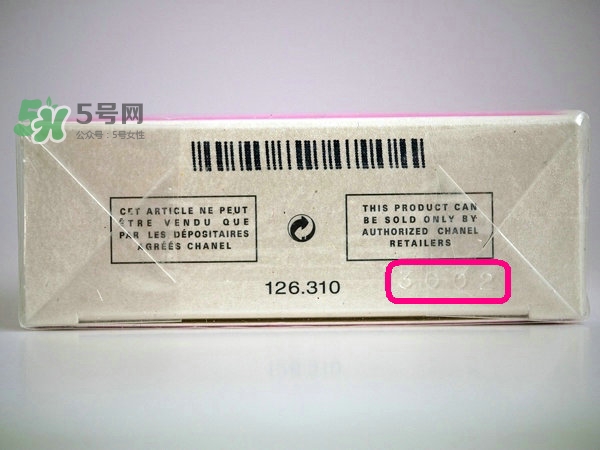 5号网
公众号：5号女性
CET ARTICLE NE PEUT
ÊTRE VENDU QUE
PAR LES DÉPOSITAIRES
AGRÉÉS CHANEL
THIS PRODUCT CAN
BE SOLD ONLY BY
AUTHORIZED CHANEL
RETAILERS
126.310